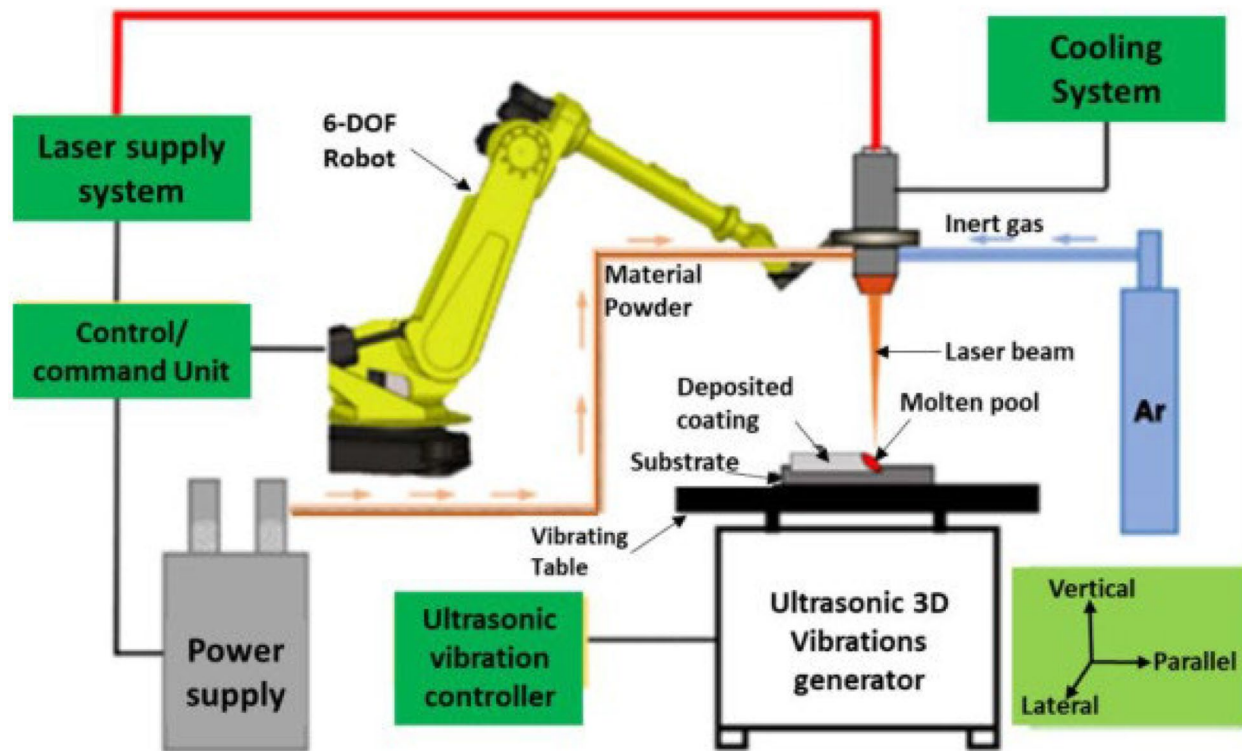 Cooling
System
6-DOF
Robot
Laser supply
system
Inert gas
Material
Powder
Control/
command Unit
Laser beam
Deposited
coating
Molten pool
Ar
Substrate
Vibrating
Table
Ultrasonic 3D
Vibrations
generator
Vertical
Parallel
Lateral
Ultrasonic
vibration
controller
Power
supply